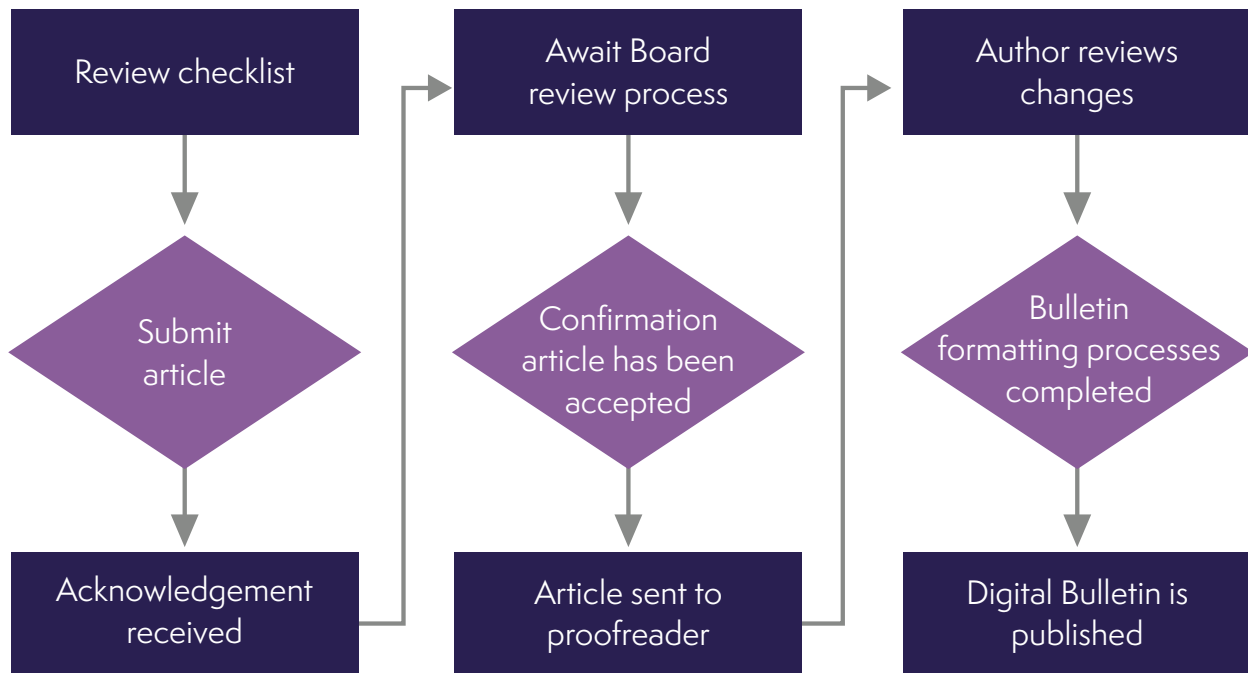 Review checklist
Submit
article
Acknowledgement
received
Await Board
review process
Confirmation
article has been
accepted
Article sent to
proofreader
Author reviews
changes
Bulletin
formatting processes
completed
Digital Bulletin is
published